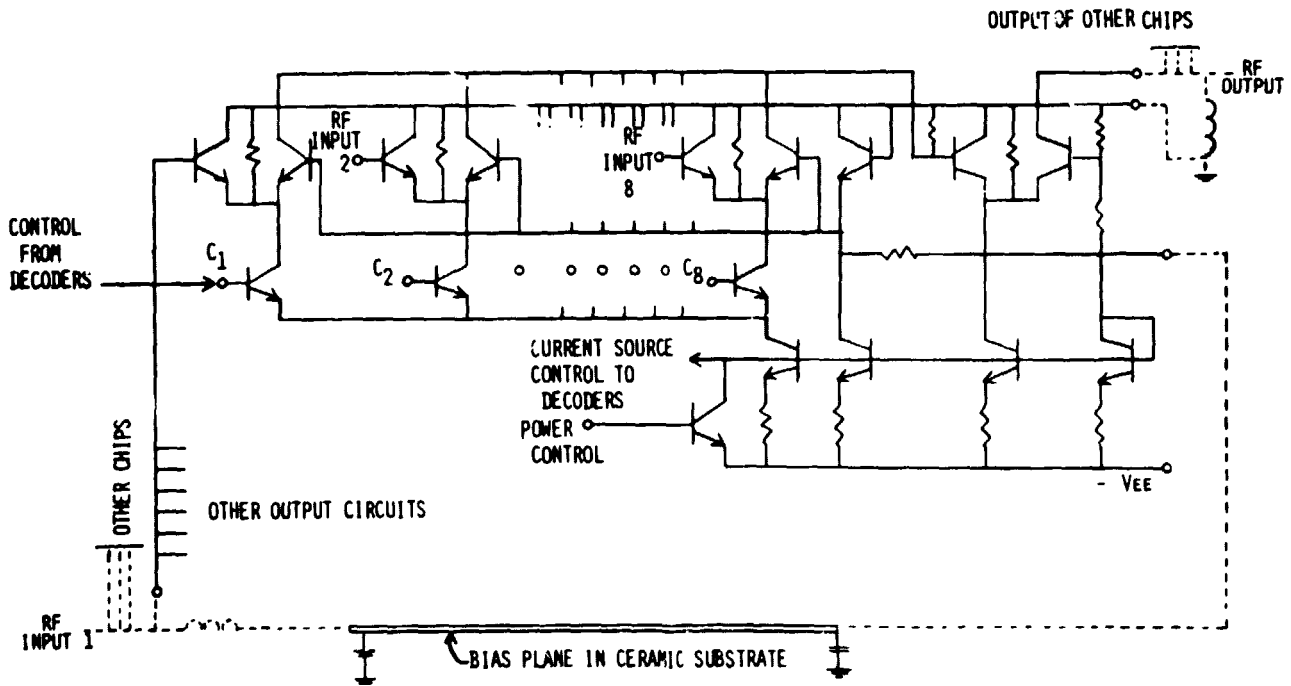 OUTPUT OF OTHER CHIPS
RF
OUTPUT
RF
INPUT
2
RF
INPUT
8
CONTROL
FROM
DECODERS
C1
C2
C8
CURRENT SOURCE
CONTROL TO
DECODERS
POWER
CONTROL
- VEE
OTHER CHIPS
OTHER OUTPUT CIRCUITS
RF
INPUT 1
BIAS PLANE IN CERAMIC SUBSTRATE